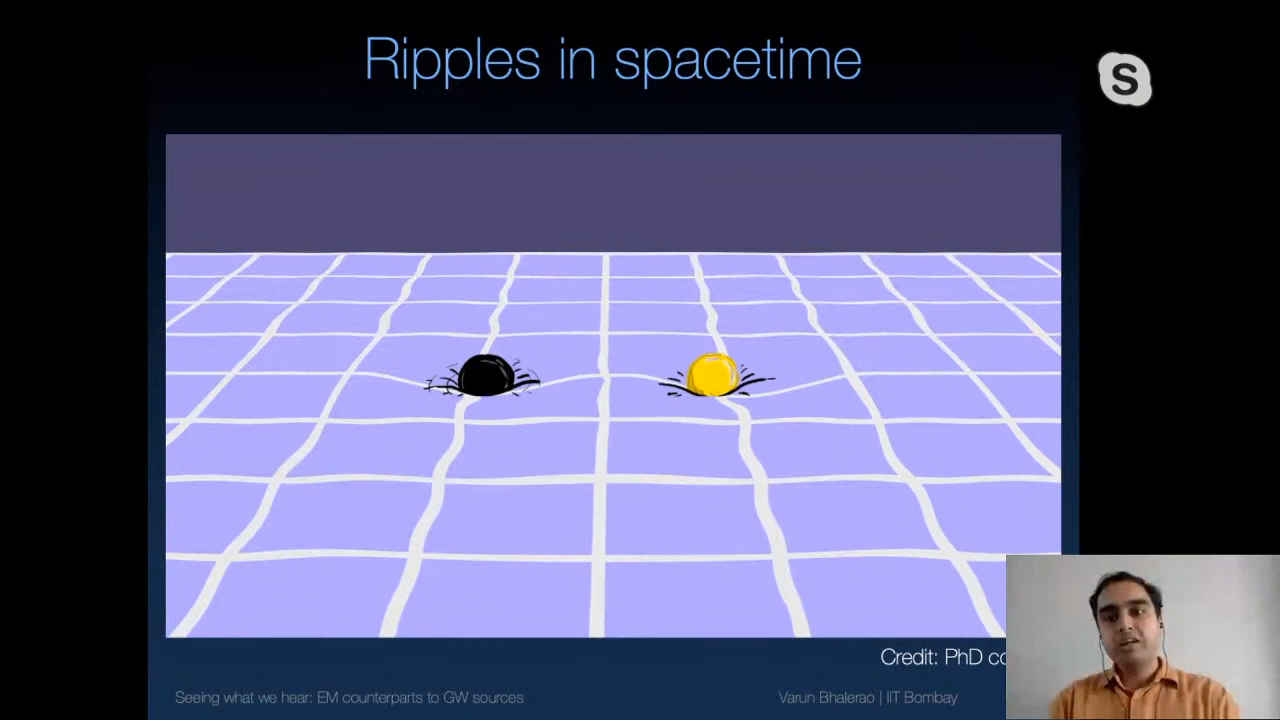 Ripples in spacetime
S
Credit: PhD
Seeing what we hear: EM counterparts to GW sources
Varun Bhalerao | IIT Bombay